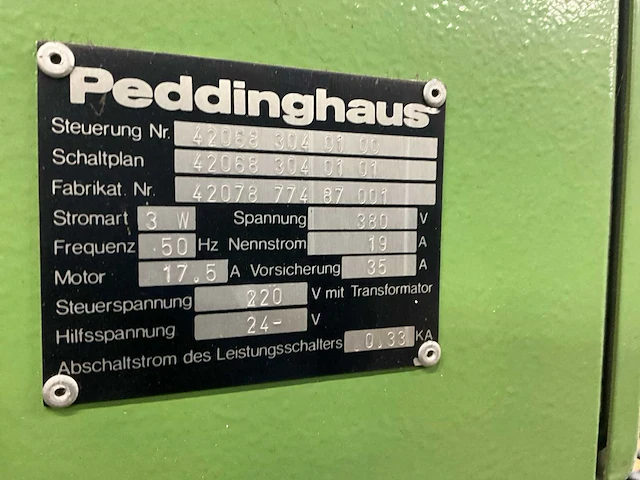 Peddinghaus
Steuerung Nr. 42068 304 01 00
Schaltplan 42068 304 01 01
Fabrikat. Nr. 42078 774 87 001
Stromart 3 W Spannung 380 V
Frequenz 50 Hz Nennstrom 19 A
Motor 17.5 A Vorsicherung 35 A
Steuerspannung 220 V mit Transformator
Hilfsspannung 24- V
Abschaltstrom des Leistungsschalters 0.33 KA